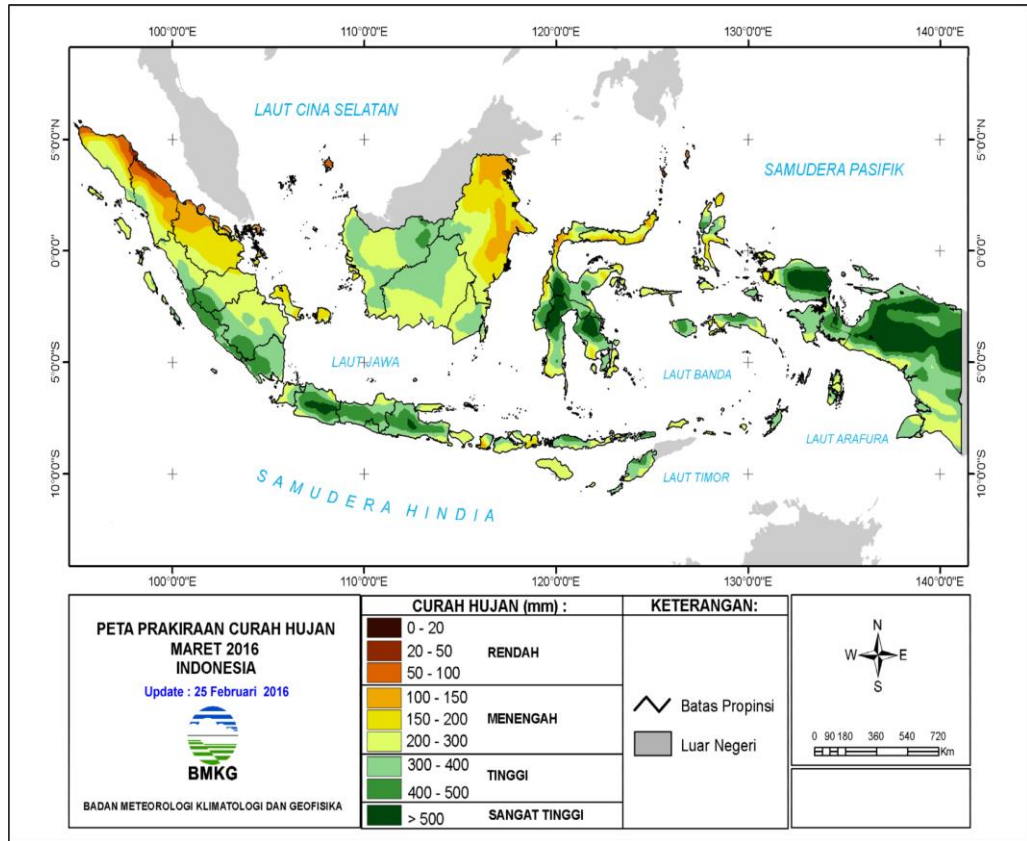 100°0'0"E 110°0'0"E 120°0'0"E 130°0'0"E 140°0'0"E
LAUT CINA SELATAN
SAMUDERA PASIFIK
5°0'0"N 5°0'0"N
0°0'0" 0°0'0"
5°0'0"S 5°0'0"S
10°0'0"S 10°0'0"S
LAUT JAWA
LAUT BANDA
LAUT ARAFURA
LAUT TIMOR
SAMUDERA HINDIA
100°0'0"E 110°0'0"E 120°0'0"E 130°0'0"E 140°0'0"E
PETA PRAKIRAAN CURAH HUJAN
MARET 2016
INDONESIA
Update : 25 Februari 2016
BMKG
BADAN METEOROLOGI KLIMATOLOGI DAN GEOFISIKA
CURAH HUJAN (mm) :
0 - 20
20 - 50 RENDAH
50 - 100
100 - 150
150 - 200 MENENGAH
200 - 300
300 - 400
TINGGI
400 - 500
> 500 SANGAT TINGGI
KETERANGAN:
Batas Propinsi
Luar Negeri
N
W E
S
0 90 180 360 540 720
Km